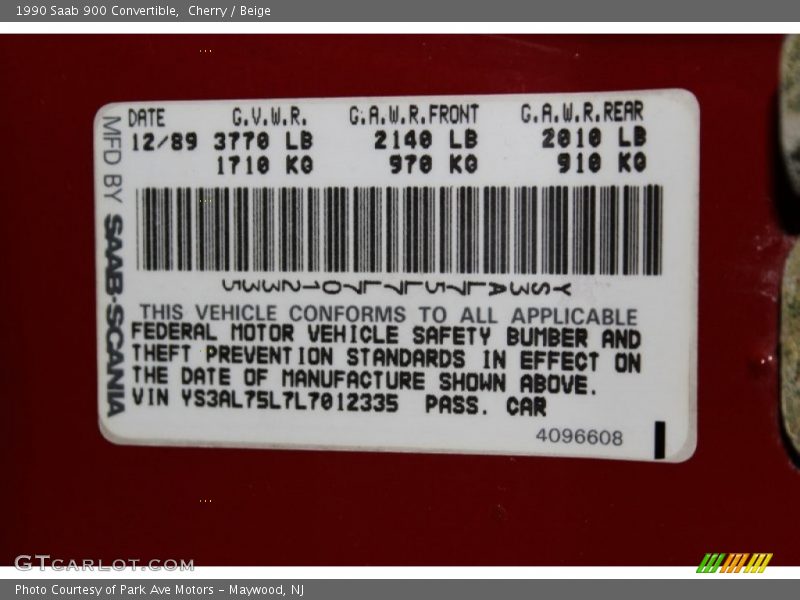 1990 Saab 900 Convertible, Cherry / Beige
DATE G.V.W.R. G.A.W.R.FRONT G.A.W.R.REAR
12/89 3770 LB 2140 LB 2010 LB
1710 KG 970 KG 910 KG
MFD BY SAAB-SCANIA
YS3AL75L7L7012335
THIS VEHICLE CONFORMS TO ALL APPLICABLE
FEDERAL MOTOR VEHICLE SAFETY BUMBER AND
THEFT PREVENTION STANDARDS IN EFFECT ON
THE DATE OF MANUFACTURE SHOWN ABOVE.
VIN YS3AL75L7L7012335 PASS. CAR
4096608
GTCARLOT.COM
Photo Courtesy of Park Ave Motors – Maywood, NJ